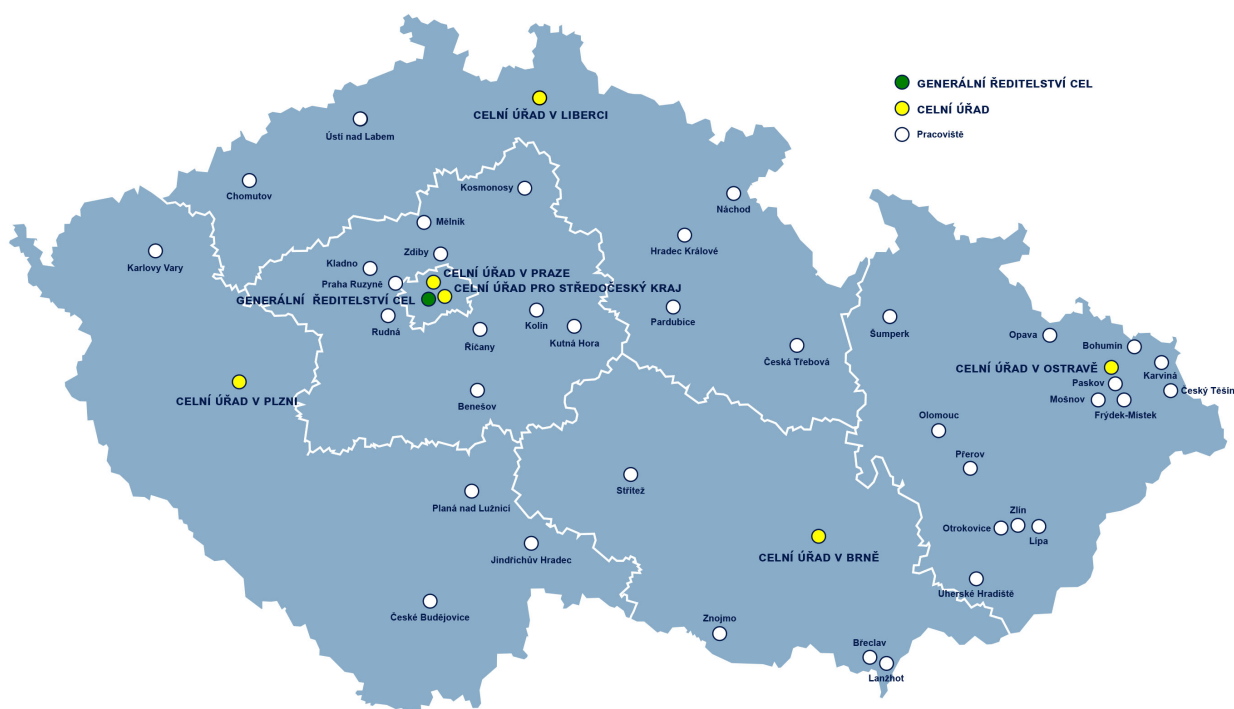 GENERÁLNÍ ŘEDITELSTVÍ CEL
CELNÍ ÚŘAD
Pracoviště
CELNÍ ÚŘAD V LIBERCI
Ústi nad Labem
Chomutov
Kosmonosy
Náchod
Mělník
Hradec Králové
Karlovy Vary
Zdiby
Kladno
CELNÍ ÚŘAD V PRAZE
Praha Ruzyně
CELNÍ ÚŘAD PRO STŘEDOČESKÝ KRAJ
GENERÁLNÍ ŘEDITELSTVÍ CEL
Rudná
Kolín
Pardubice
Šumperk
Říčany
Kutná Hora
Opava
Bohumín
Česká Třebová
CELNÍ ÚŘAD V OSTRAVĚ
Karviná
Paskov
Český Těšín
CELNÍ ÚŘAD V PLZNI
Benešov
Mošnov
Frýdek-Místek
Olomouc
Přerov
Střítež
Planá nad Lužnicí
Zlín
Otrokovice
Lípa
CELNÍ ÚŘAD V BRNĚ
Jindřichův Hradec
Uherské Hradiště
České Budějovice
Znojmo
Břeclav
Lanžhot